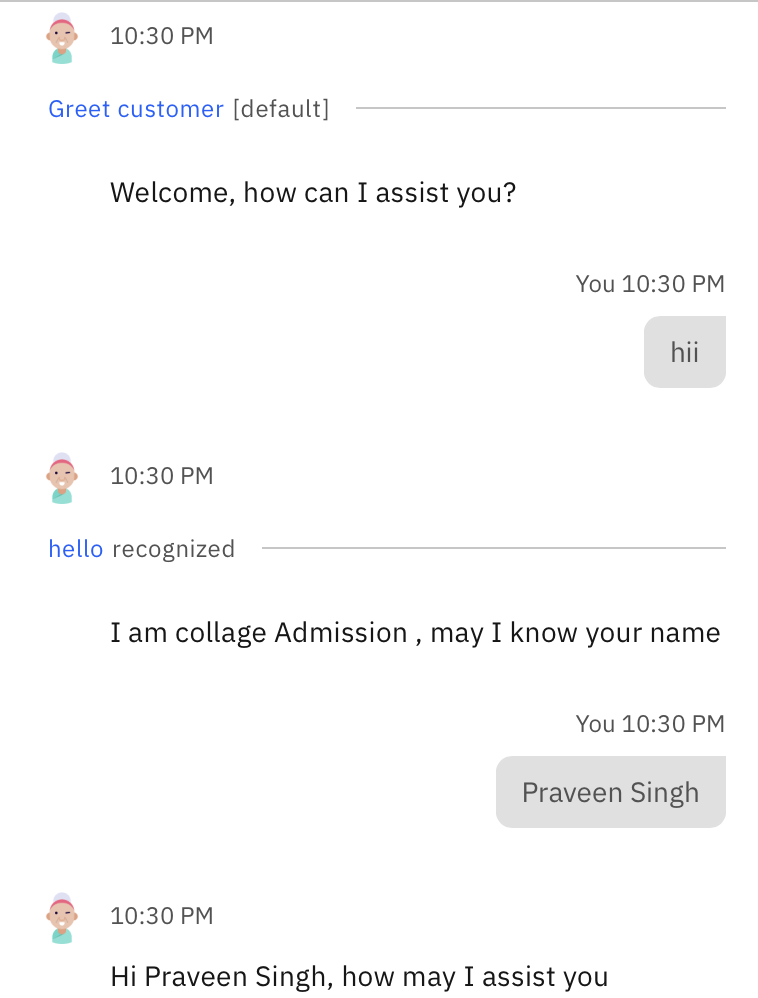 10:30 PM
Greet customer [default]
Welcome, how can I assist you?
You 10:30 PM
hii
10:30 PM
hello recognized
I am collage Admission , may I know your name
You 10:30 PM
Praveen Singh
10:30 PM
Hi Praveen Singh, how may I assist you